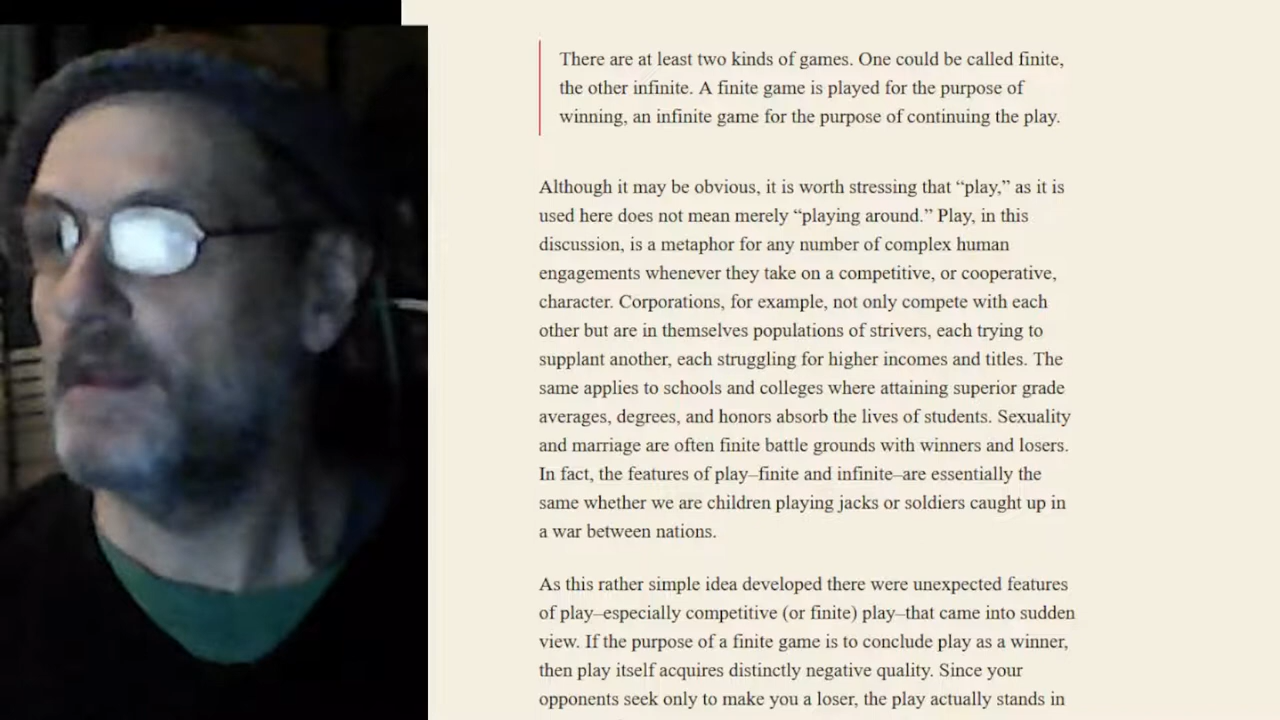 There are at least two kinds of games. One could be called finite,
the other infinite. A finite game is played for the purpose of
winning, an infinite game for the purpose of continuing the play.
Although it may be obvious, it is worth stressing that “play,” as it is
used here does not mean merely “playing around.” Play, in this
discussion, is a metaphor for any number of complex human
engagements whenever they take on a competitive, or cooperative,
character. Corporations, for example, not only compete with each
other but are in themselves populations of strivers, each trying to
supplant another, each struggling for higher incomes and titles. The
same applies to schools and colleges where attaining superior grade
averages, degrees, and honors absorb the lives of students. Sexuality
and marriage are often finite battle grounds with winners and losers.
In fact, the features of play–finite and infinite–are essentially the
same whether we are children playing jacks or soldiers caught up in
a war between nations.
As this rather simple idea developed there were unexpected features
of play–especially competitive (or finite) play–that came into sudden
view. If the purpose of a finite game is to conclude play as a winner,
then play itself acquires distinctly negative quality. Since your
opponents seek only to make you a loser, the play actually stands in